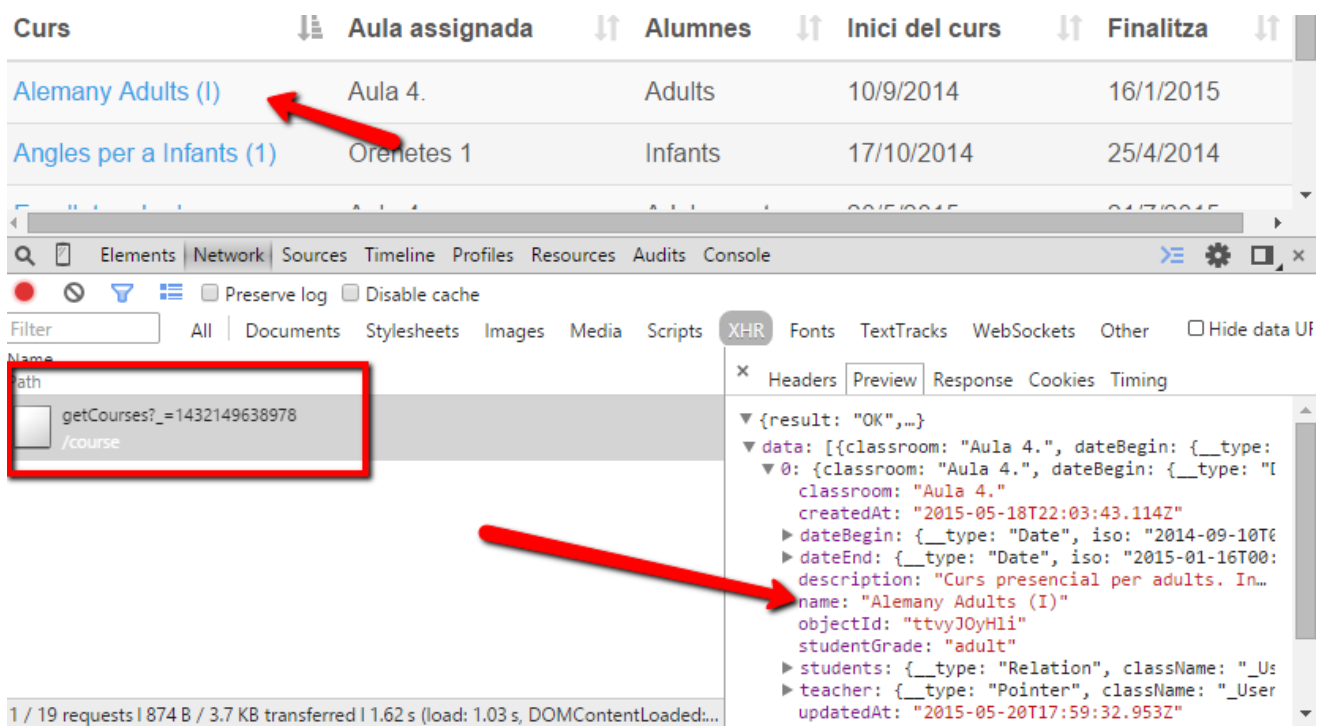 Curs Aula assignada Alumnes Inici del curs Finalitza
Alemany Adults (I) Aula 4. Adults 10/9/2014 16/1/2015
Angles per a Infants (1) Orenetes 1 Infants 17/10/2014 25/4/2014
Elements Network Sources Timeline Profiles Resources Audits Console
Preserve log Disable cache
Filter All Documents Stylesheets Images Media Scripts XHR Fonts TextTracks WebSockets Other Hide data UF
Name
Path
getCourses?_=1432149638978
/course
Headers Preview Response Cookies Timing
{result: "OK",…}
data: [{classroom: "Aula 4.", dateBegin: {__type:
0: {classroom: "Aula 4.", dateBegin: {__type: "D
classroom: "Aula 4."
createdAt: "2015-05-18T22:03:43.114Z"
dateBegin: {__type: "Date", iso: "2014-09-10T0
dateEnd: {__type: "Date", iso: "2015-01-16T00:
description: "Curs presencial per adults. In…
name: "Alemany Adults (I)"
objectId: "ttvyJOyHli"
studentGrade: "adult"
students: {__type: "Relation", className: "_Us
teacher: {__type: "Pointer", className: "_User
updatedAt: "2015-05-20T17:59:32.953Z"
1 / 19 requests | 874 B / 3.7 KB transferred | 1.62 s (load: 1.03 s, DOMContentLoaded:...